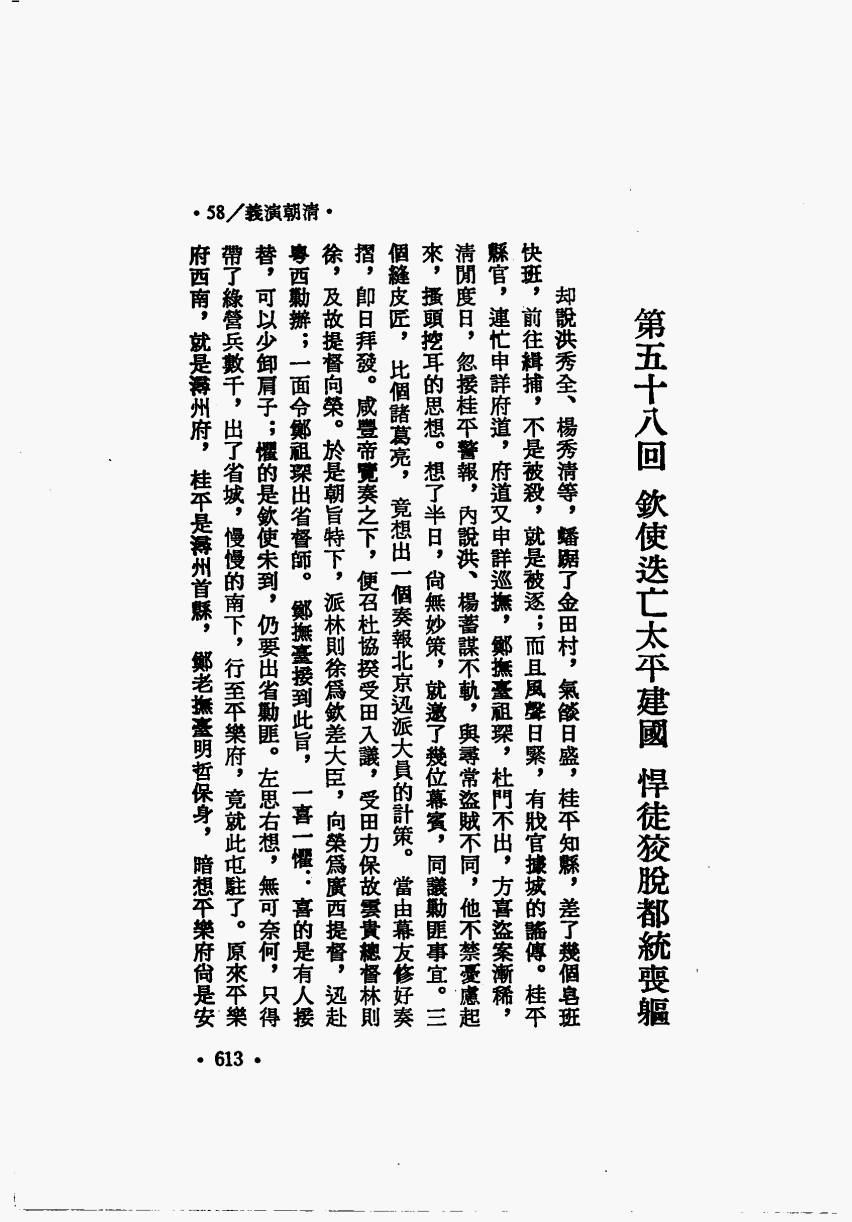 ·58／義演朝清·
第五十八回　欽使迭亡太平建國　悍徒狡脫都統喪軀
却說洪秀全、楊秀清等，蟠踞了金田村，氣燄日盛，桂平知縣，差了幾個皂班
快班，前往緝捕，不是被殺，就是被逐；而且風聲日緊，有戕官據城的謠傳。桂平
縣官，連忙申詳府道，府道又申詳巡撫，鄭撫臺祖琛，杜門不出，方喜盜案漸稀，
清閒度日，忽接桂平警報，內說洪、楊蓄謀不軌，與尋常盜賊不同，他不禁憂慮起
來，搔頭挖耳的思想。想了半日，尙無妙策，就邀了幾位幕賓，同議勦匪事宜。三
個縫皮匠，比個諸葛亮，竟想出一個奏報北京迅派大員的計策。當由幕友修好奏
摺，卽日拜發。咸豐帝覽奏之下，便召杜協揆受田入議，受田力保故雲貴總督林則
徐，及故提督向榮。於是朝旨特下，派林則徐爲欽差大臣，向榮爲廣西提督，迅赴
粵西勦辦；一面令鄭祖琛出省督師。鄭撫臺接到此旨，一喜一懼：喜的是有人接
替，可以少卸肩子；懼的是欽使未到，仍要出省勦匪。左思右想，無可奈何，只得
帶了綠營兵數千，出了省城，慢慢的南下，行至平樂府，竟就此屯駐了。原來平樂
府西南，就是潯州府，桂平是潯州首縣，鄭老撫臺明哲保身，暗想平樂府尙是安
·613·